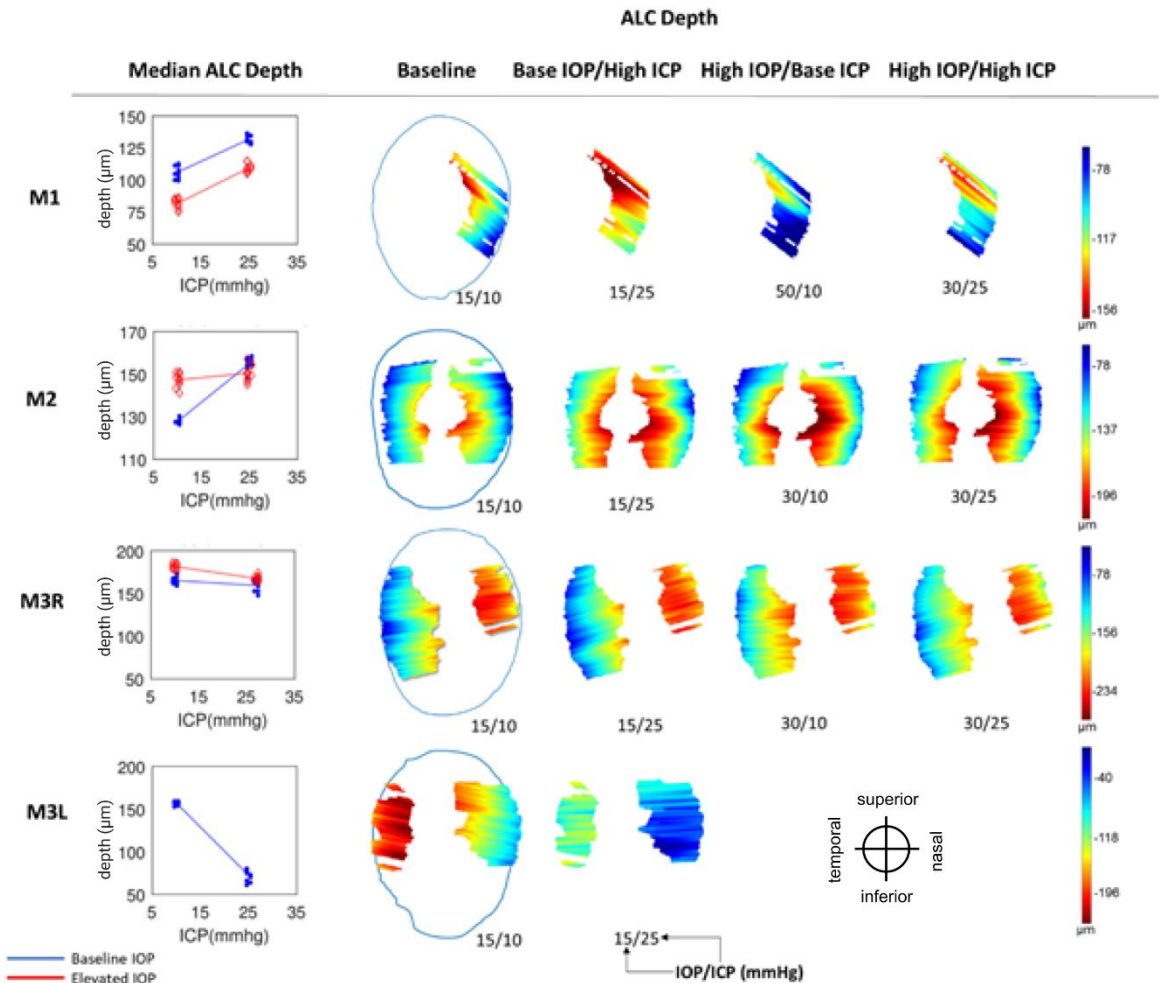 ALC Depth
Median ALC Depth Baseline Base IOP/High ICP High IOP/Base ICP High IOP/High ICP
M1
depth (µm)
150
125
100
75
50
5 15 25 35
ICP(mmhg)
15/10 15/25 50/10 30/25
-78
-117
-156
µm
M2
depth (µm)
170
150
130
110
5 15 25 35
ICP(mmhg)
15/10 15/25 30/10 30/25
-78
-137
-196
µm
M3R
depth (µm)
200
150
100
50
5 15 25 35
ICP(mmhg)
15/10 15/25 30/10 30/25
-78
-156
-234
µm
M3L
depth (µm)
200
150
100
50
5 15 25 35
ICP(mmhg)
15/10 15/25
IOP/ICP (mmHg)
superior
temporal
nasal
inferior
-40
-118
-196
µm
Baseline IOP
Elevated IOP